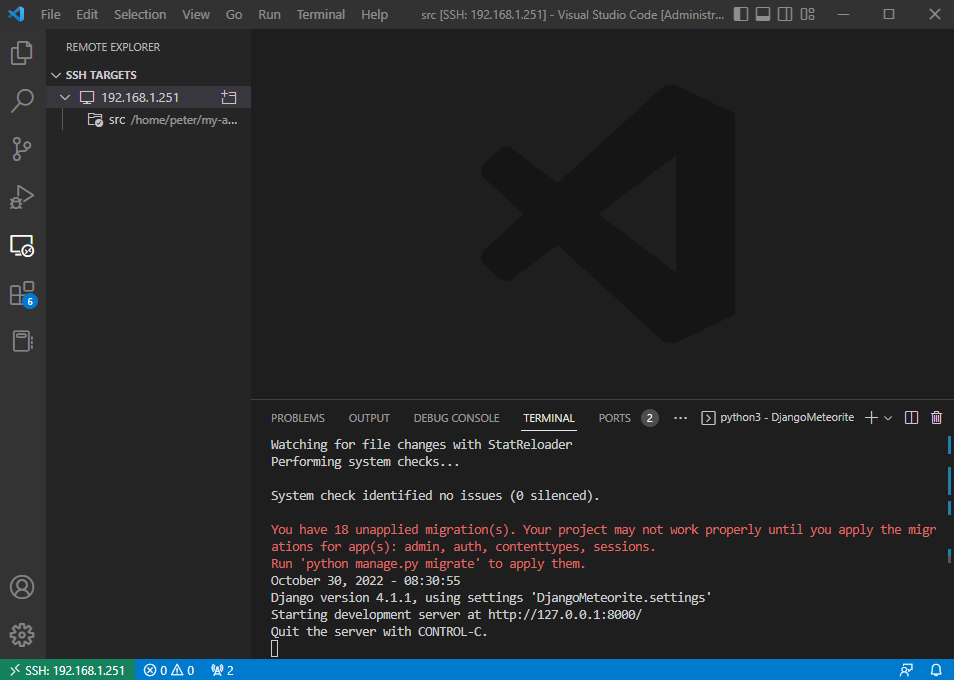 File Edit Selection View Go Run Terminal Help src [SSH: 192.168.1.251] - Visual Studio Code [Administr...
REMOTE EXPLORER
SSH TARGETS
192.168.1.251
src /home/peter/my-a...
6
PROBLEMS OUTPUT DEBUG CONSOLE TERMINAL PORTS 2 ... python3 - DjangoMeteorite
Watching for file changes with StatReloader
Performing system checks...
System check identified no issues (0 silenced).
You have 18 unapplied migration(s). Your project may not work properly until you apply the migr
ations for app(s): admin, auth, contenttypes, sessions.
Run 'python manage.py migrate' to apply them.
October 30, 2022 - 08:30:55
Django version 4.1.1, using settings 'DjangoMeteorite.settings'
Starting development server at http://127.0.0.1:8000/
Quit the server with CONTROL-C.
SSH: 192.168.1.251 0 0 2